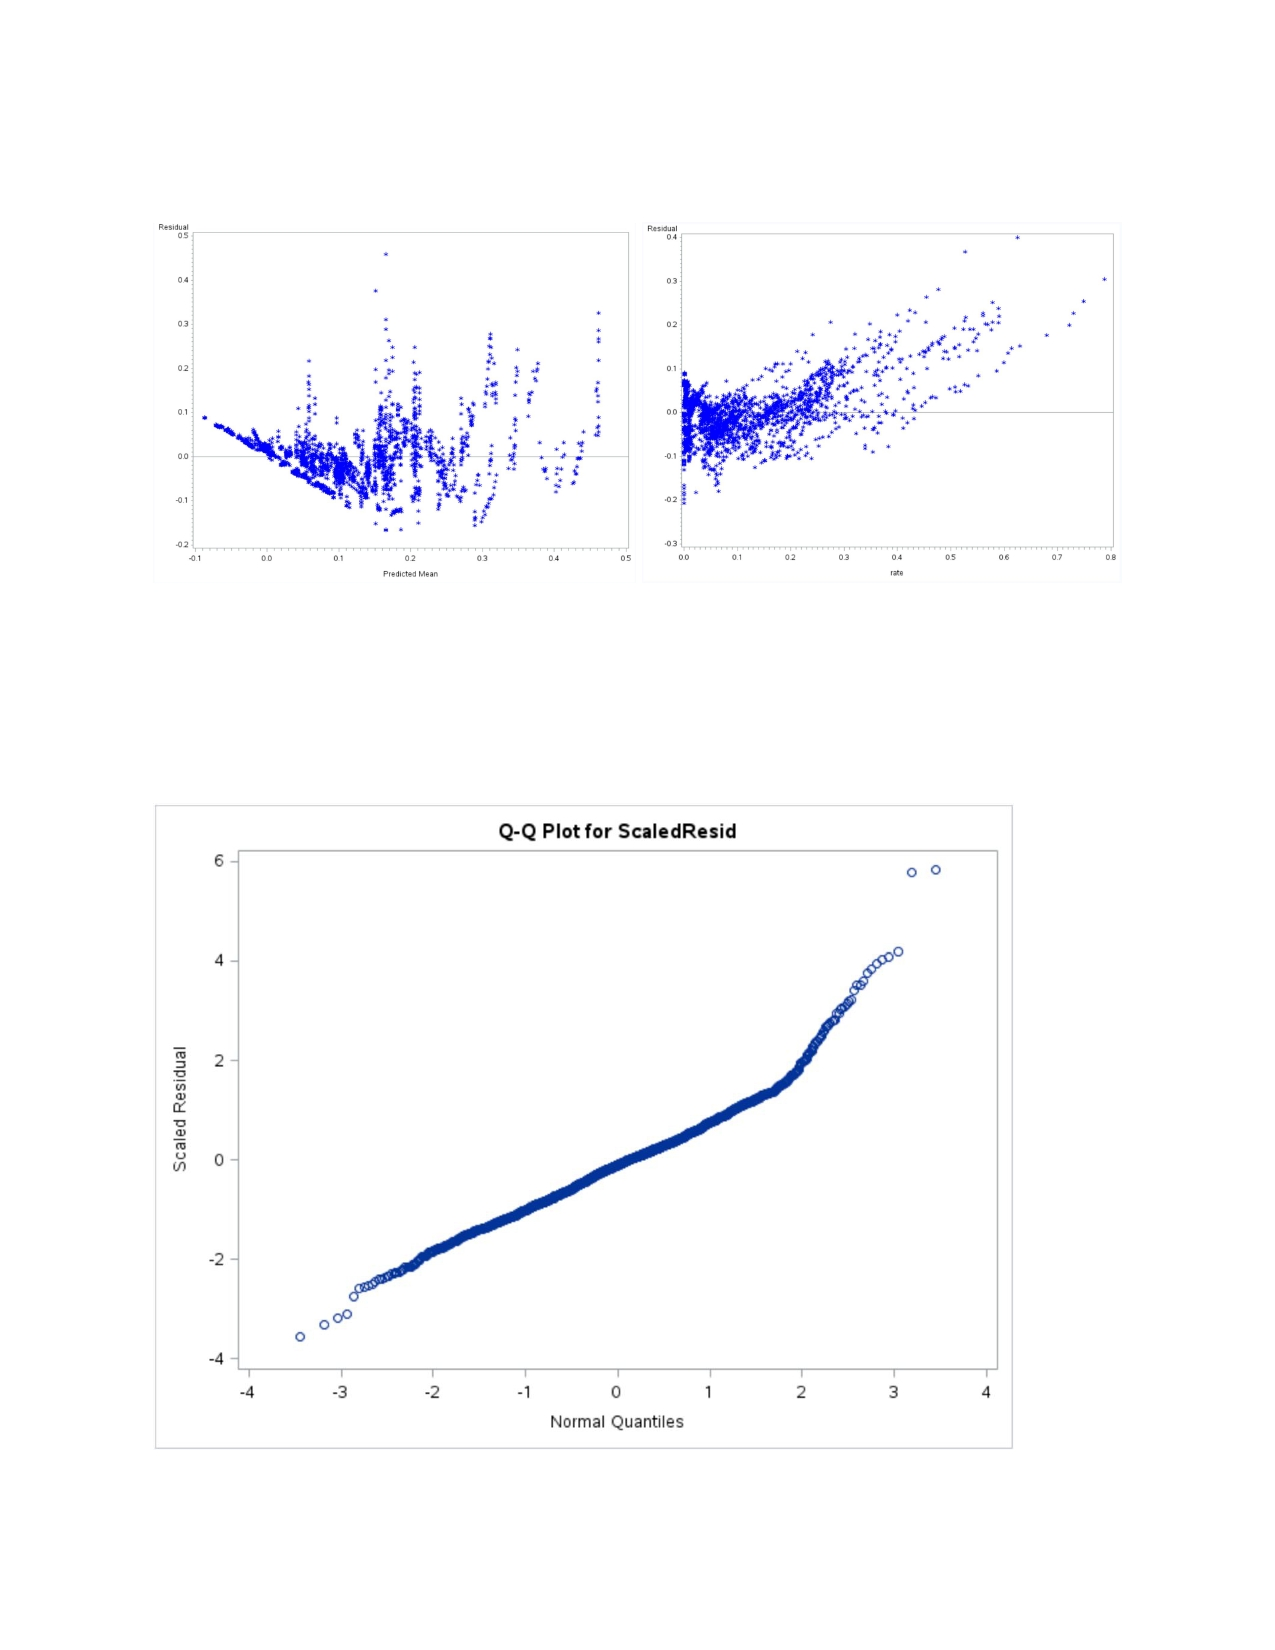 Residual
0.5
0.4
0.3
0.2
0.1
0.0
-0.1
-0.2
-0.1 0.0 0.1 0.2 0.3 0.4 0.5
Predicted Mean
Residual
0.4
0.3
0.2
0.1
0.0
-0.1
-0.2
-0.3
0.0 0.1 0.2 0.3 0.4 0.5 0.6 0.7 0.8
rate
Q-Q Plot for ScaledResid
Scaled Residual
6
4
2
0
-2
-4
-4 -3 -2 -1 0 1 2 3 4
Normal Quantiles